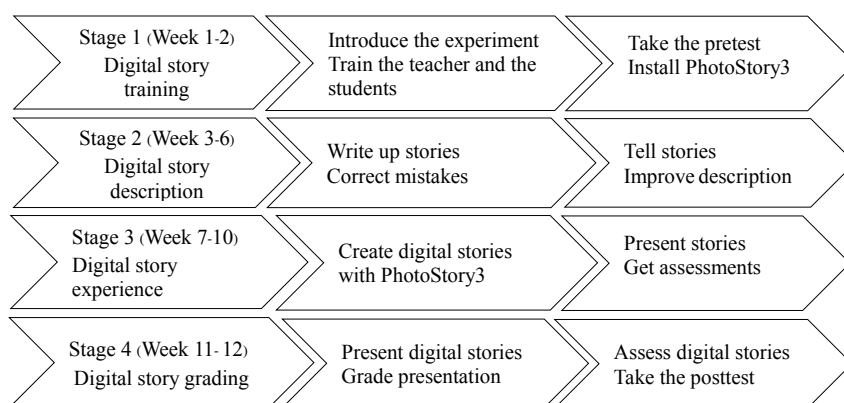 Stage 1 (Week 1-2)
Digital story
training
Introduce the experiment
Train the teacher and the
students
Take the pretest
Install PhotoStory3
Stage 2 (Week 3-6)
Digital story
description
Write up stories
Correct mistakes
Tell stories
Improve description
Stage 3 (Week 7-10)
Digital story
experience
Create digital stories
with PhotoStory3
Present stories
Get assessments
Stage 4 (Week 11- 12)
Digital story grading
Present digital stories
Grade presentation
Assess digital stories
Take the posttest